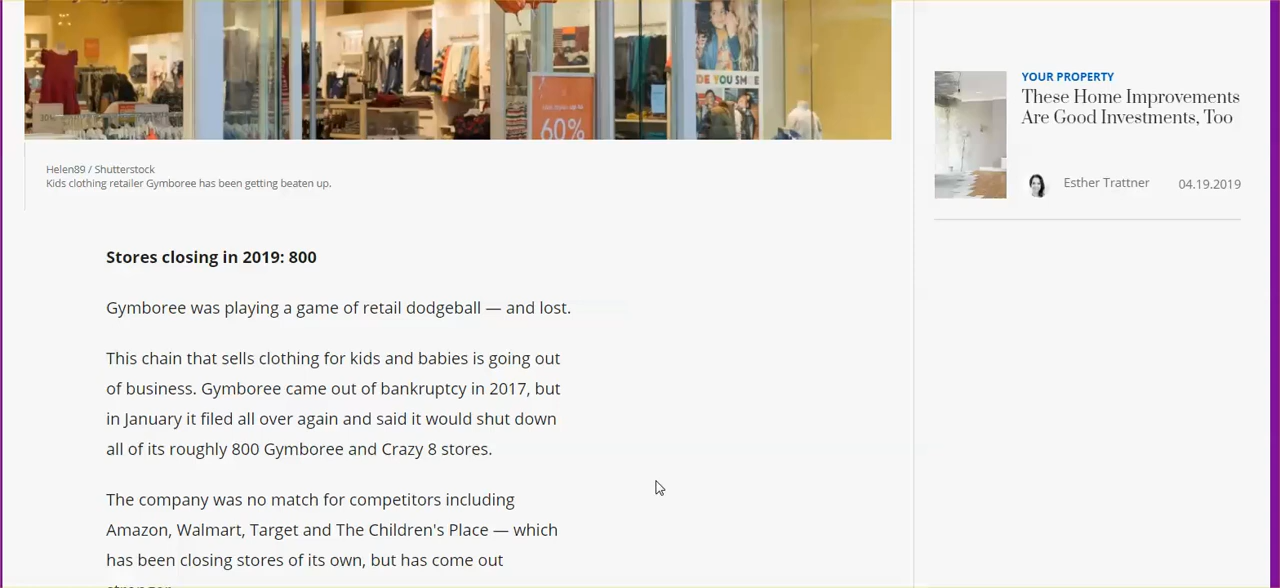 60%
Helen89 / Shutterstock
Kids clothing retailer Gymboree has been getting beaten up.
Stores closing in 2019: 800
Gymboree was playing a game of retail dodgeball — and lost.
This chain that sells clothing for kids and babies is going out
of business. Gymboree came out of bankruptcy in 2017, but
in January it filed all over again and said it would shut down
all of its roughly 800 Gymboree and Crazy 8 stores.
The company was no match for competitors including
Amazon, Walmart, Target and The Children's Place — which
has been closing stores of its own, but has come out
YOUR PROPERTY
These Home Improvements
Are Good Investments, Too
Esther Trattner
04.19.2019